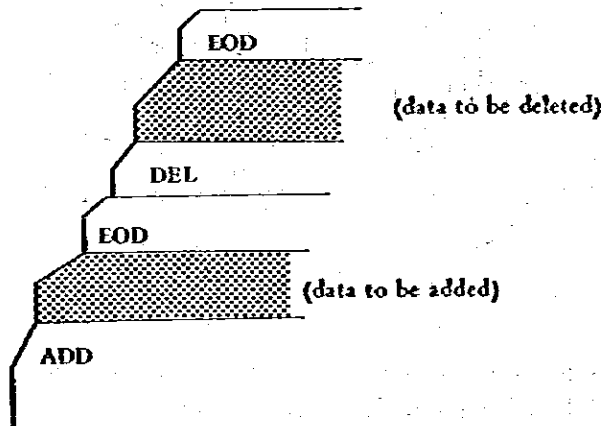 EOD
(data to be deleted)
DEL
EOD
(data to be added)
ADD